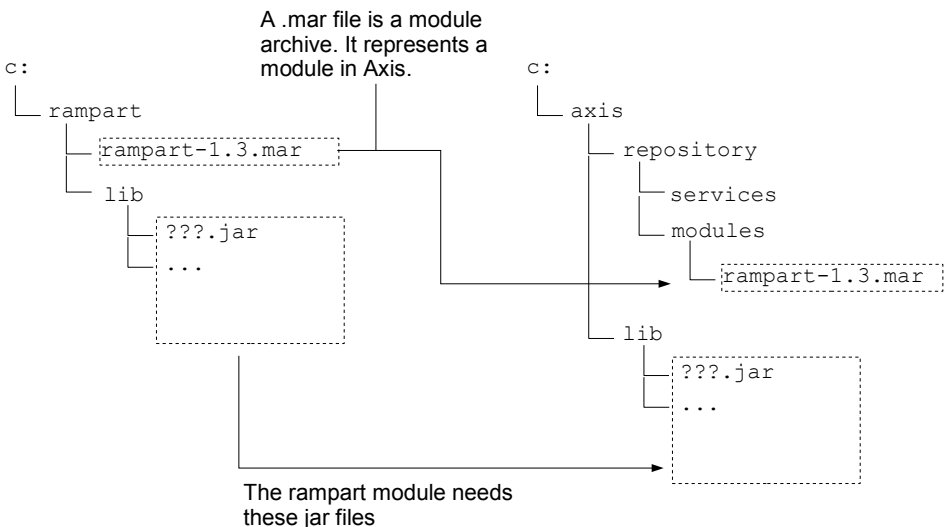 A .mar file is a module
archive. It represents a
module in Axis.
c:
rampart
rampart-1.3.mar
lib
???.jar
...
c:
axis
repository
services
modules
rampart-1.3.mar
lib
???.jar
...
The rampart module needs
these jar files